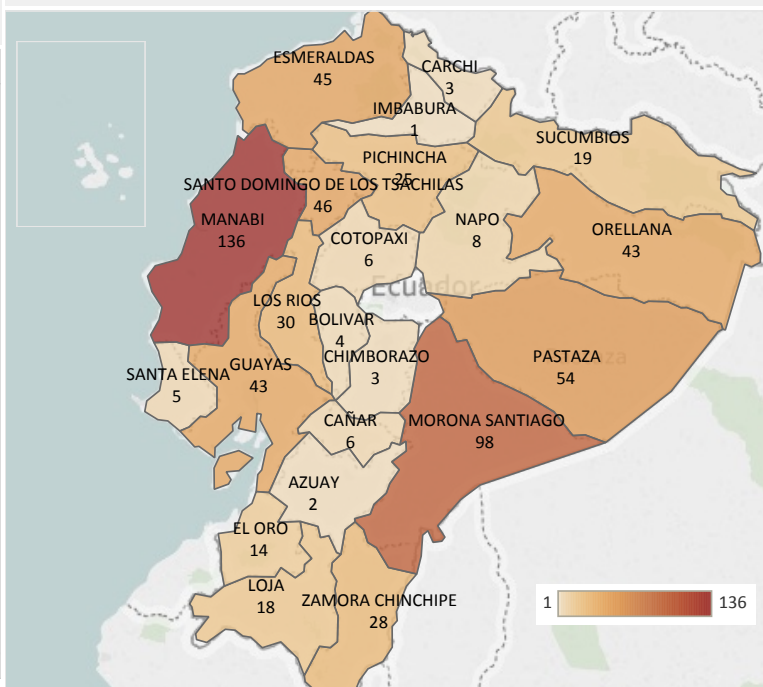 ESMERALDAS
45
CARCHI
3
IMBABURA
1
SUCUMBIOS
19
PICHINCHA
25
SANTO DOMINGO DE LOS TSACHILAS
46
MANABI
136
NAPO
8
ORELLANA
43
COTOPAXI
6
Ecuador
LOS RIOS
30
BOLIVAR
4
CHIMBORAZO
3
PASTAZA
54
SANTA ELENA
5
GUAYAS
43
CAÑAR
6
MORONA SANTIAGO
98
AZUAY
2
EL ORO
14
LOJA
18
ZAMORA CHINCHIPE
28
1 136